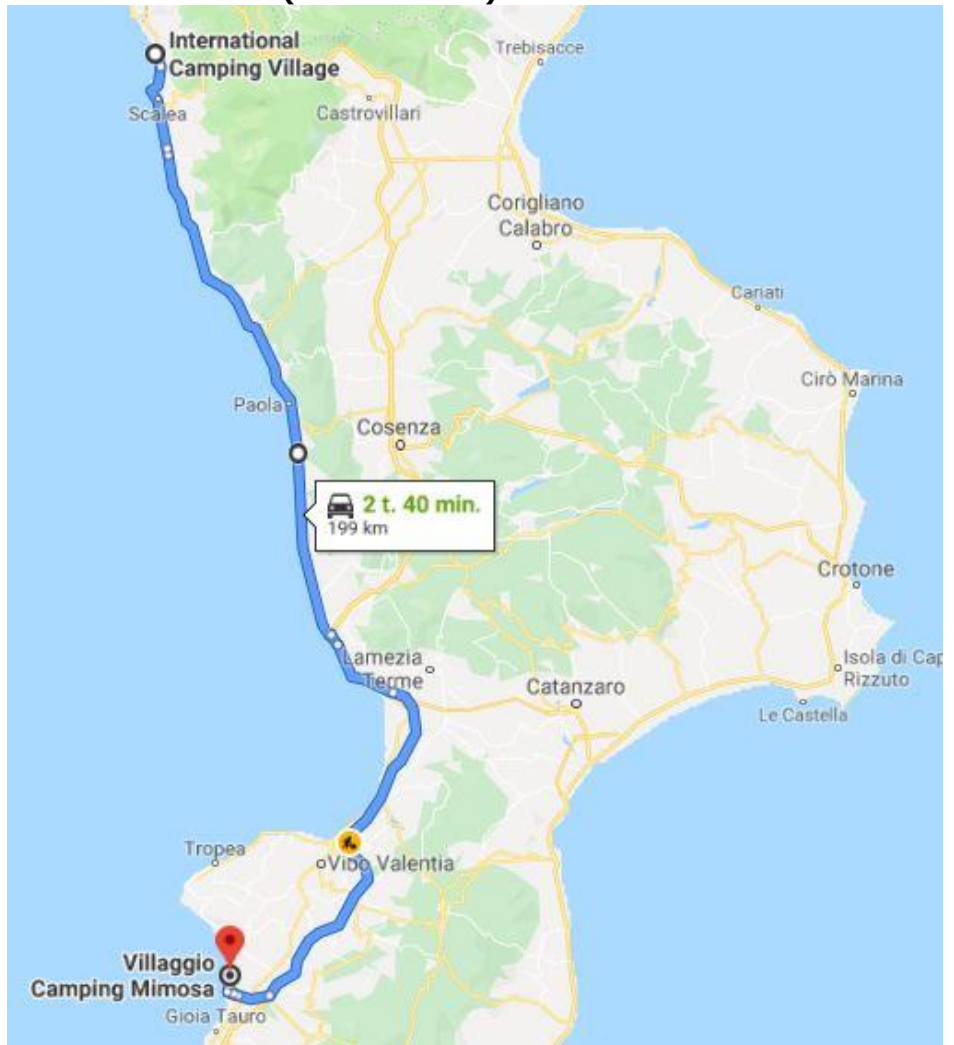 International
Camping Village
Trebisacce
Scalea
Castrovillari
Corigliano
Calabro
Cariati
Cirò Marina
Paola
Cosenza
2 t. 40 min.
199 km
Crotone
Lamezia
Terme
Isola di Cap
Rizzuto
Catanzaro
Le Castella
Tropea
Vibo Valentia
Villaggio
Camping Mimosa
Gioia Tauro